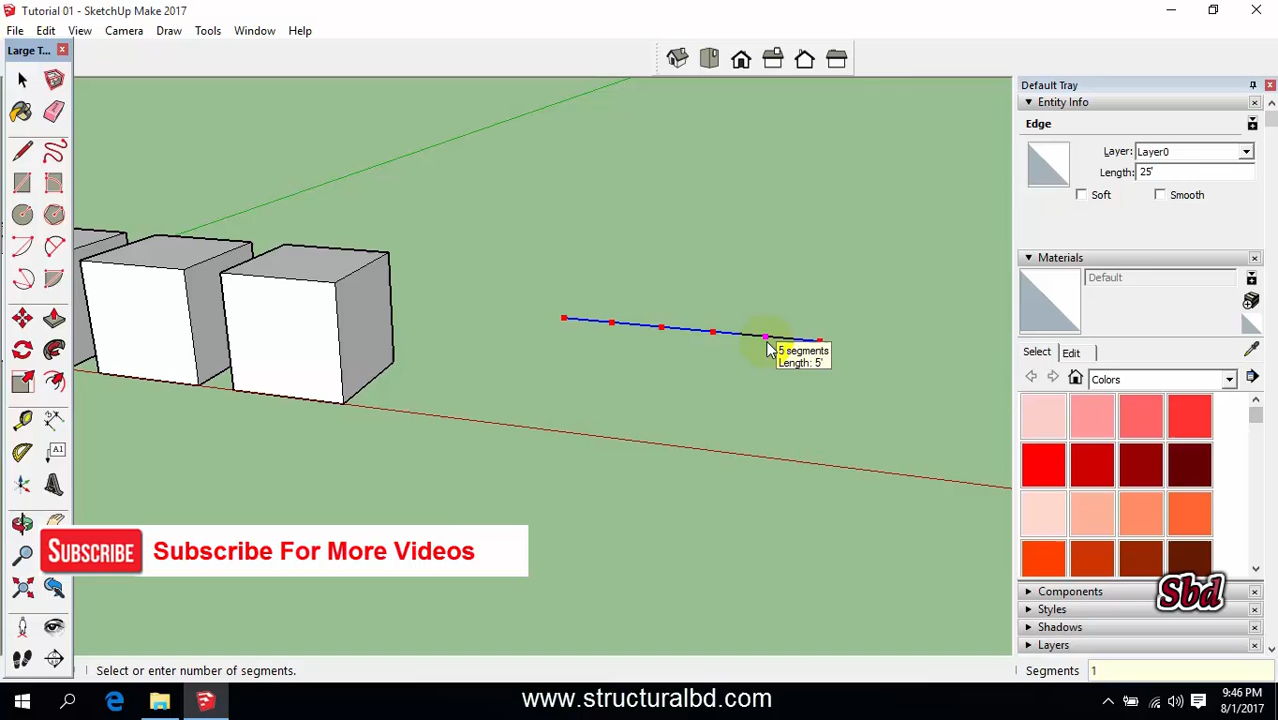 Tutorial 01 - SketchUp Make 2017
File Edit View Camera Draw Tools Window Help
Large T...
Default Tray
Entity Info
Edge
Layer: Layer0
Length: 25'
Soft Smooth
Materials
Default
Select Edit
Colors
5 segments
Length: 5'
A1
SUBSCRIBE Subscribe For More Videos
Sbd
Components
Styles
Shadows
Layers
Select or enter number of segments.
Segments 1
www.structuralbd.com
9:46 PM
8/1/2017